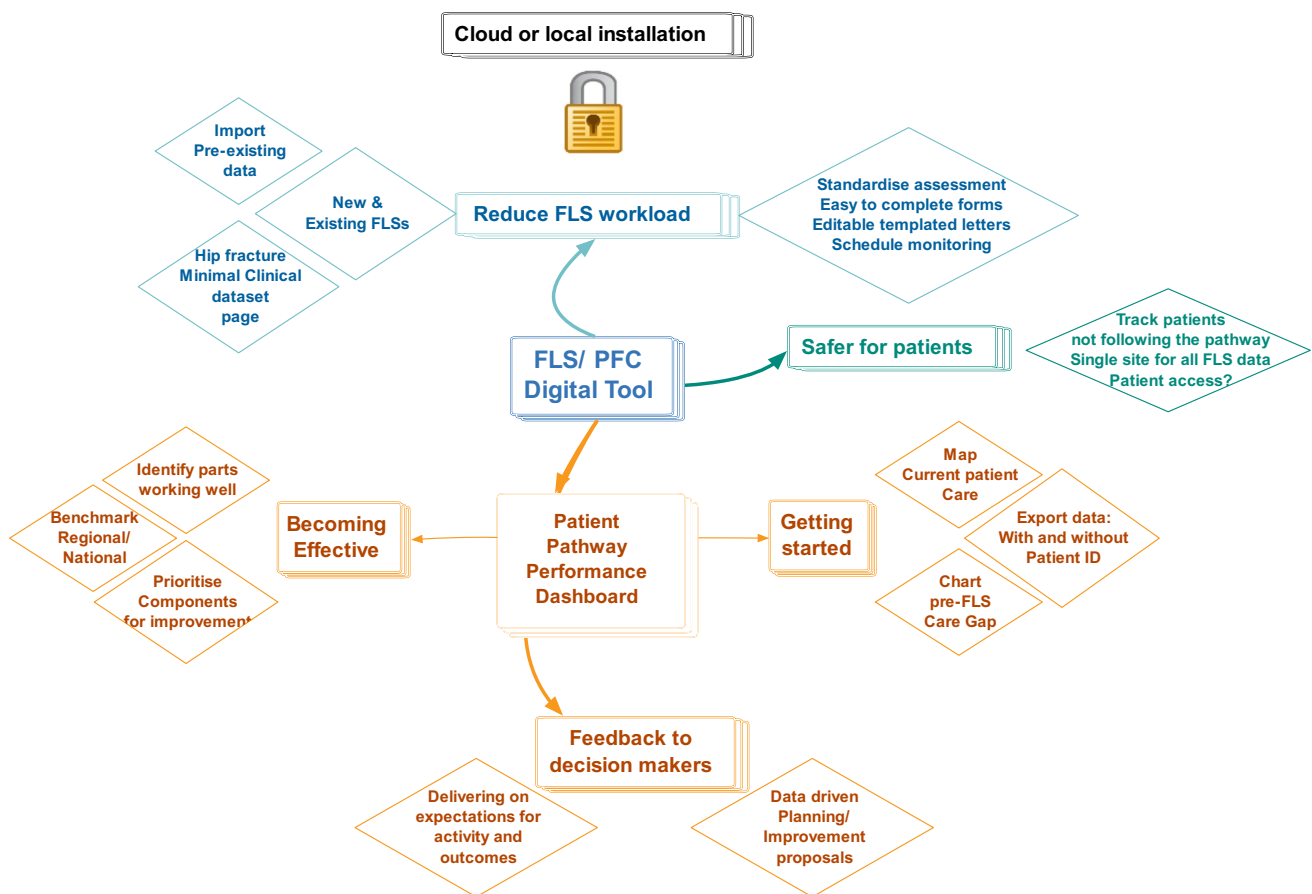 Cloud or local installation
Import
Pre-existing
data
New &
Existing FLSs
Hip fracture
Minimal Clinical
dataset
page
Reduce FLS workload
Standardise assessment
Easy to complete forms
Editable templated letters
Schedule monitoring
FLS/ PFC
Digital Tool
Safer for patients
Track patients
not following the pathway
Single site for all FLS data
Patient access?
Identify parts
working well
Benchmark
Regional/
National
Prioritise
Components
for improvement
Becoming
Effective
Patient
Pathway
Performance
Dashboard
Getting
started
Map
Current patient
Care
Export data:
With and without
Patient ID
Chart
pre-FLS
Care Gap
Feedback to
decision makers
Delivering on
expectations for
activity and
outcomes
Data driven
Planning/
Improvement
proposals